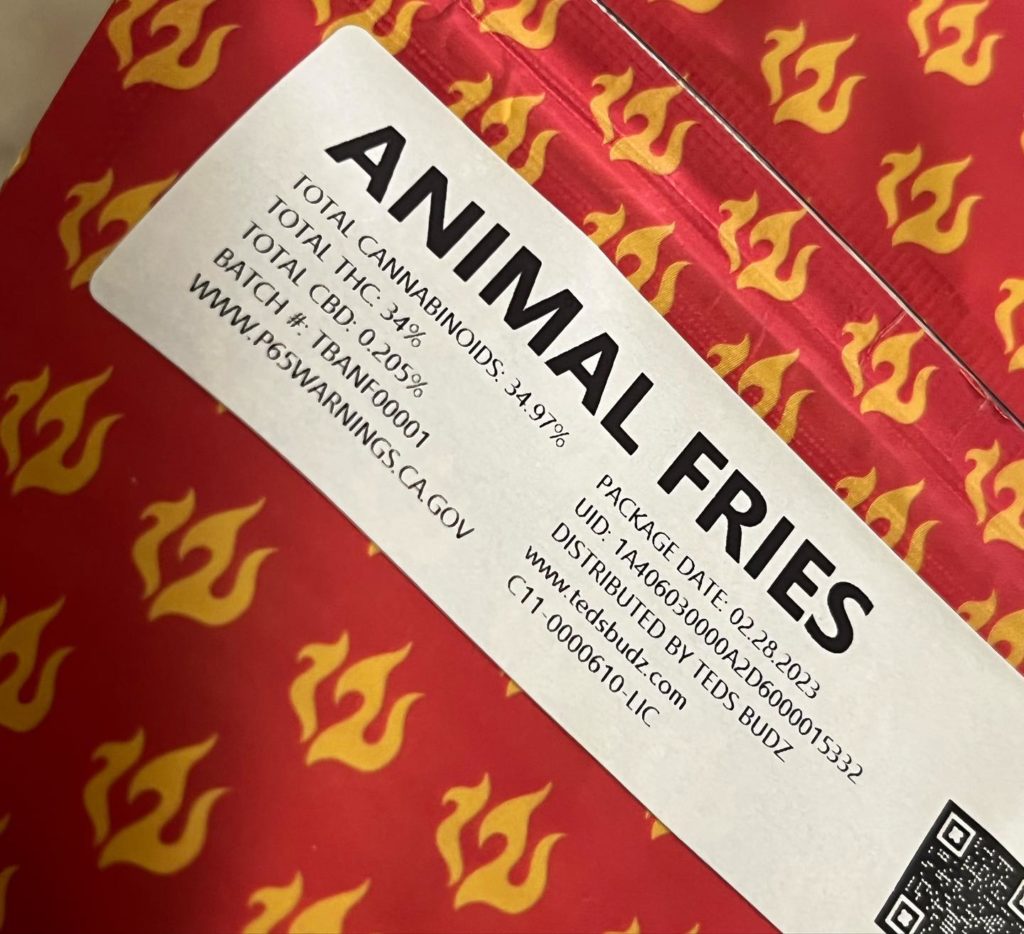 ANIMAL FRIES
TOTAL CANNABINOIDS: 34.97%
TOTAL THC: 34%
TOTAL CBD: 0.205%
BATCH #: TBANF00001
WWW.P65WARNINGS.CA.GOV
PACKAGE DATE: 02.28.2023
UID: 1A406030000A2D6000015332
DISTRIBUTED BY TEDS BUDZ
www.tedsbudz.com
C11-0000610-LIC